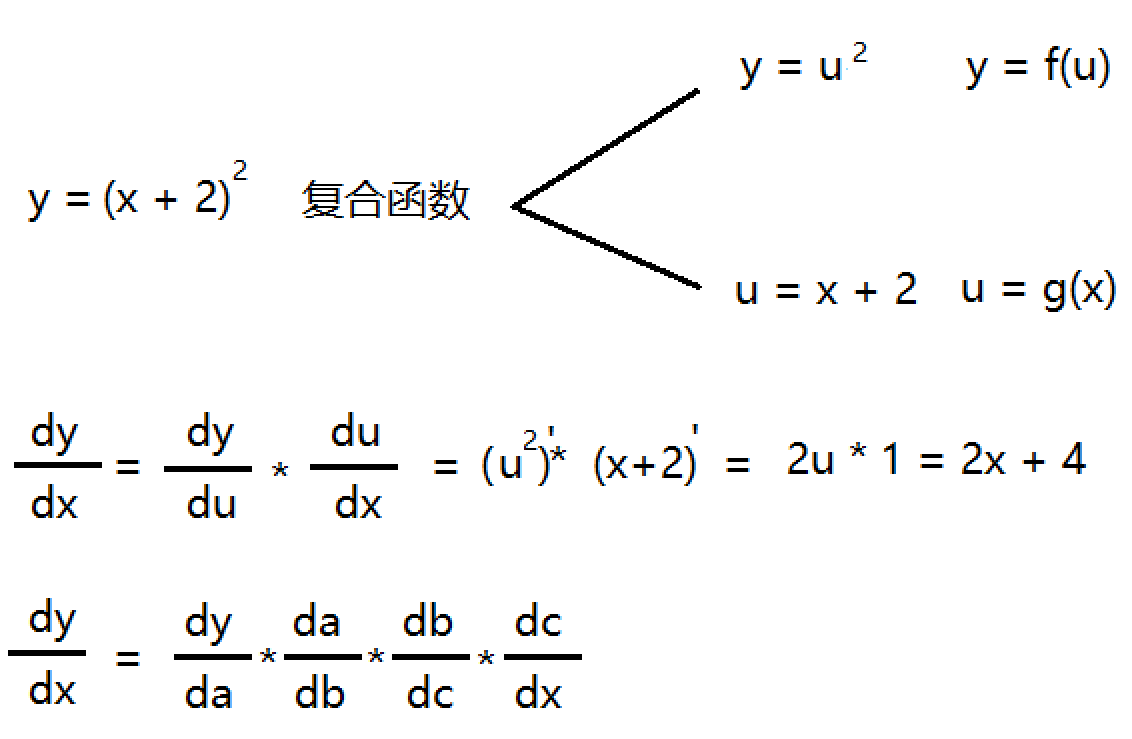 y = u² y = f(u)
y = (x + 2)² 复合函数
u = x + 2 u = g(x)
dy/dx = dy/du * du/dx = (u²)'* (x+2)' = 2u * 1 = 2x + 4
dy/dx = dy/da * da/db * db/dc * dc/dx